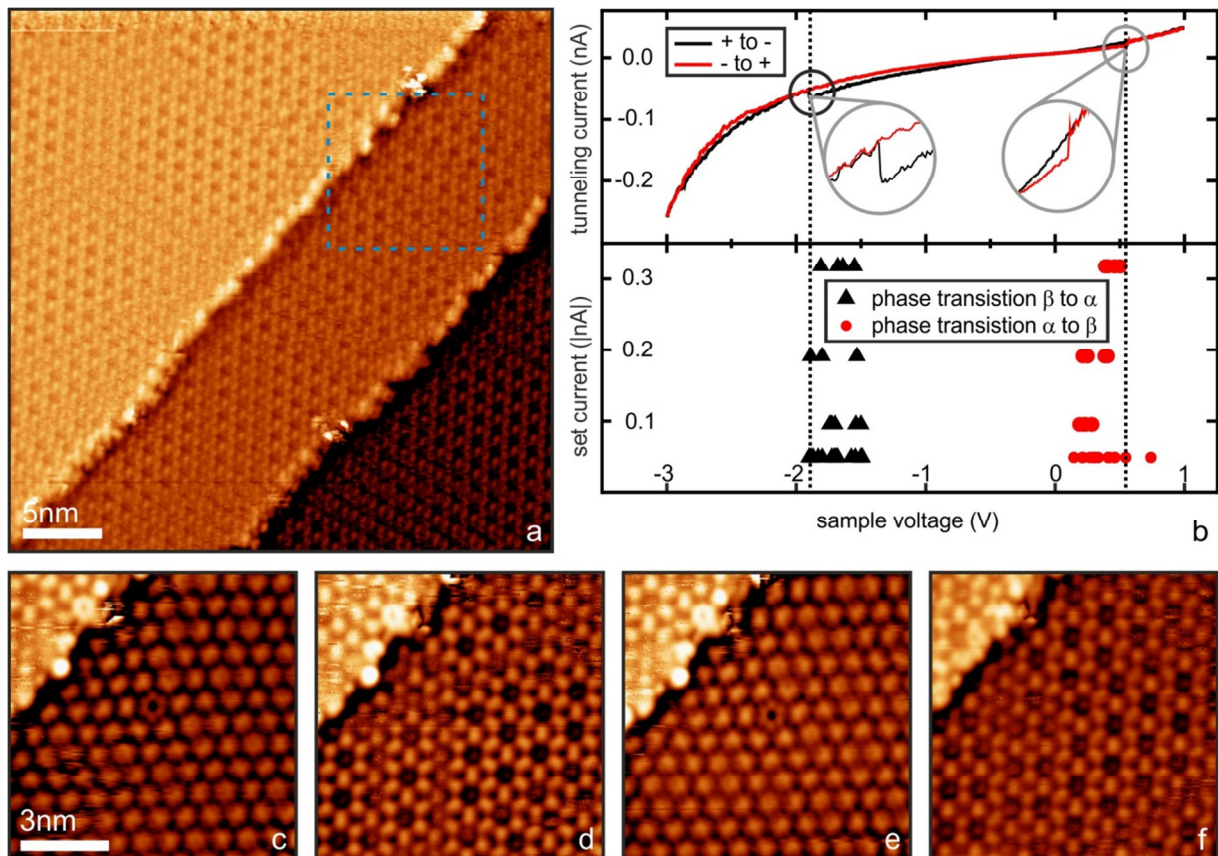 5nm
a
+ to -
- to +
tunneling current (nA)
0.0
-0.1
-0.2
set current (|nA|)
0.3
0.2
0.1
phase transistion β to α
phase transistion α to β
-3
-2
-1
0
1
sample voltage (V)
b
3nm
c
d
e
f